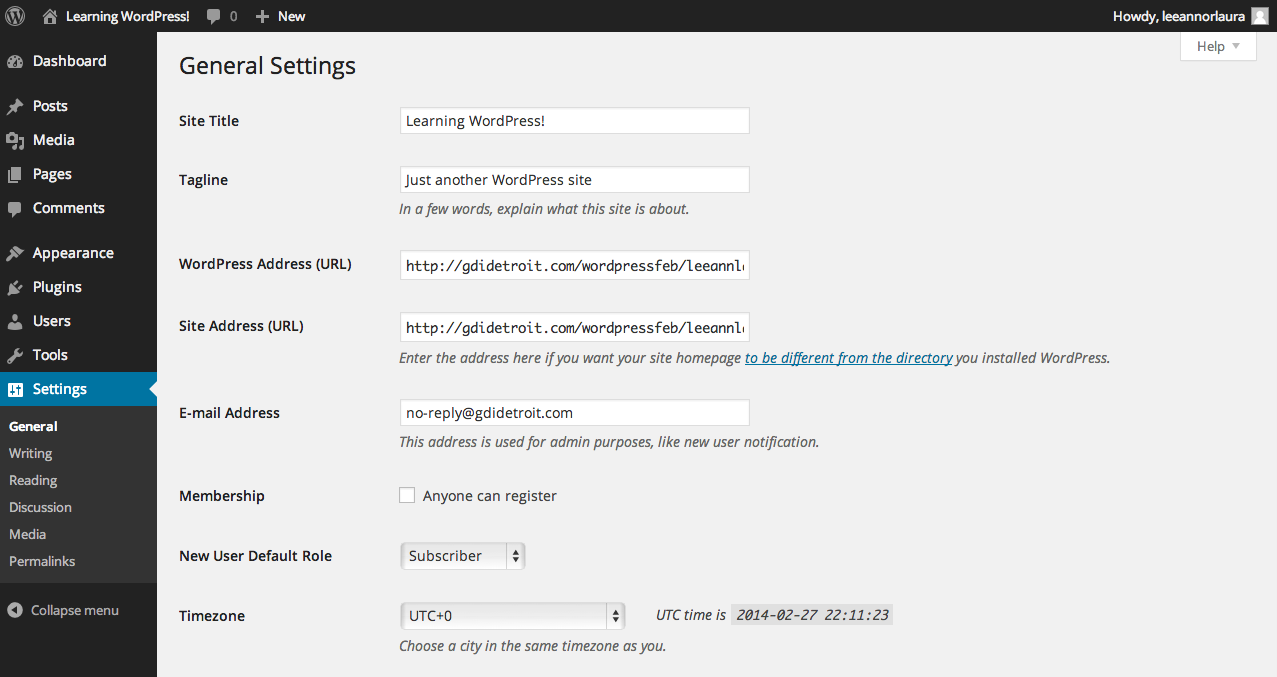 Learning WordPress! 0 New Howdy, leeannorlaura
Help
Dashboard
Posts
Media
Pages
Comments
Appearance
Plugins
Users
Tools
Settings
General
Writing
Reading
Discussion
Media
Permalinks
Collapse menu
General Settings
Site Title Learning WordPress!
Tagline Just another WordPress site
In a few words, explain what this site is about.
WordPress Address (URL) http://gdidetroit.com/wordpressfeb/leeannl
Site Address (URL) http://gdidetroit.com/wordpressfeb/leeannl
Enter the address here if you want your site homepage to be different from the directory you installed WordPress.
E-mail Address no-reply@gdidetroit.com
This address is used for admin purposes, like new user notification.
Membership Anyone can register
New User Default Role Subscriber
Timezone UTC+0 UTC time is 2014-02-27 22:11:23
Choose a city in the same timezone as you.